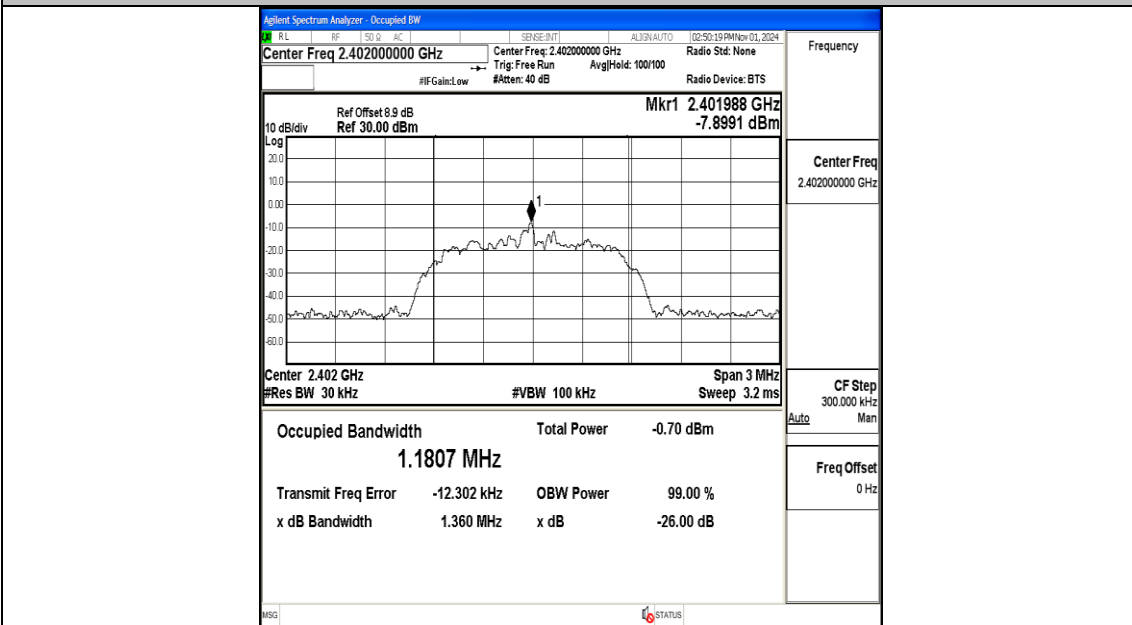 Agilent Spectrum Analyzer - Occupied BW
LXI RL RF 50 Ω AC SENSE:INT ALIGN AUTO 02:50:19 PM Nov 01, 2024
Center Freq 2.402000000 GHz
Center Freq: 2.402000000 GHz Radio Std: None
Trig: Free Run Avg|Hold: 100/100
#IFGain:Low #Atten: 40 dB Radio Device: BTS
Frequency
Ref Offset 8.9 dB
10 dB/div Ref 30.00 dBm
Mkr1 2.401988 GHz
-7.8991 dBm
Log
20.0
10.0
0.00
-10.0
-20.0
-30.0
-40.0
-50.0
-60.0
1
Center 2.402 GHz Span 3 MHz
#Res BW 30 kHz #VBW 100 kHz Sweep 3.2 ms
Occupied Bandwidth Total Power -0.70 dBm
1.1807 MHz
Transmit Freq Error -12.302 kHz OBW Power 99.00 %
x dB Bandwidth 1.360 MHz x dB -26.00 dB
Center Freq
2.402000000 GHz
CF Step
300.000 kHz
Auto Man
Freq Offset
0 Hz
MSG STATUS